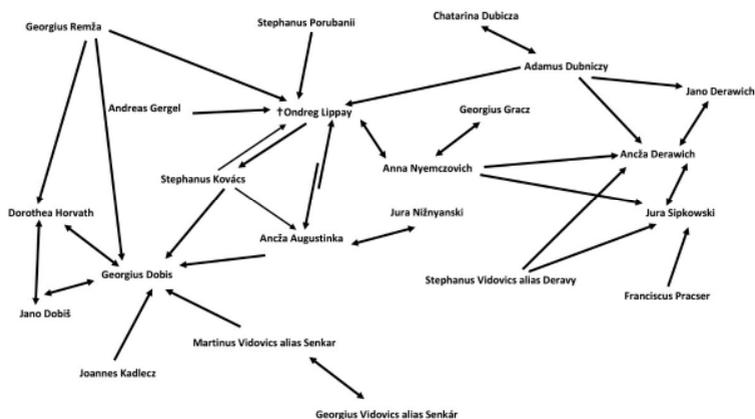 Chatarina Dubicza
Georgius Remža
Stephanus Porubanii
Adamus Dubniczy
Jano Derawich
Andreas Gergel
†Ondreg Lippay
Georgius Gracz
Ancža Derawich
Anna Nyemczovich
Stephanus Kovács
Dorothea Horvath
Jura Nižnyanski
Jura Sipkowski
Ancža Augustinka
Georgius Dobis
Stephanus Vidovics alias Deravy
Franciscus Pracser
Jano Dobiš
Martinus Vidovics alias Senkar
Joannes Kadlecz
Georgius Vidovics alias Senkár